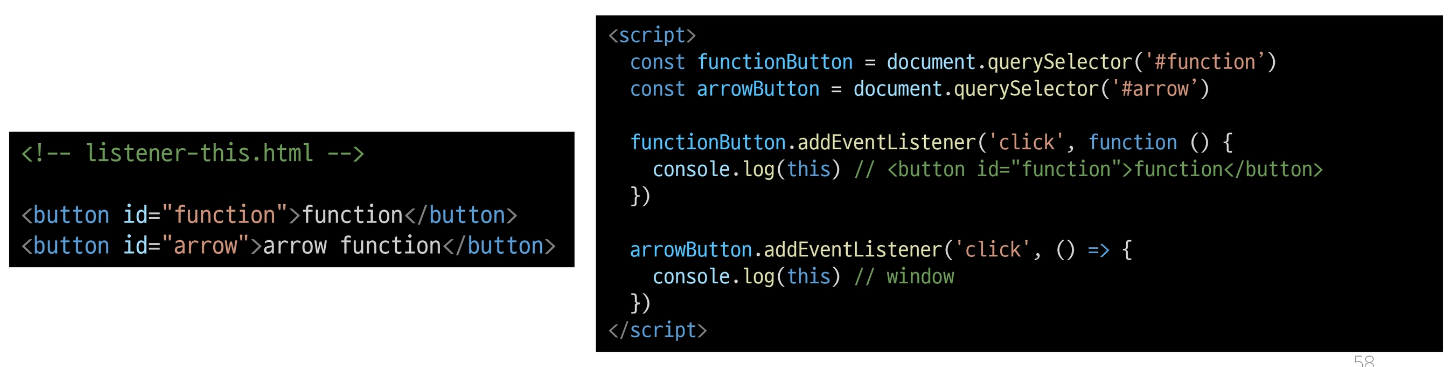 <!-- listener-this.html -->
<button id="function">function</button>
<button id="arrow">arrow function</button>
<script>
const functionButton = document.querySelector('#function’)
const arrowButton = document.querySelector('#arrow’)
functionButton.addEventListener('click', function () {
console.log(this) // <button id="function">function</button>
})
arrowButton.addEventListener('click', () => {
console.log(this) // window
})
</script>
58